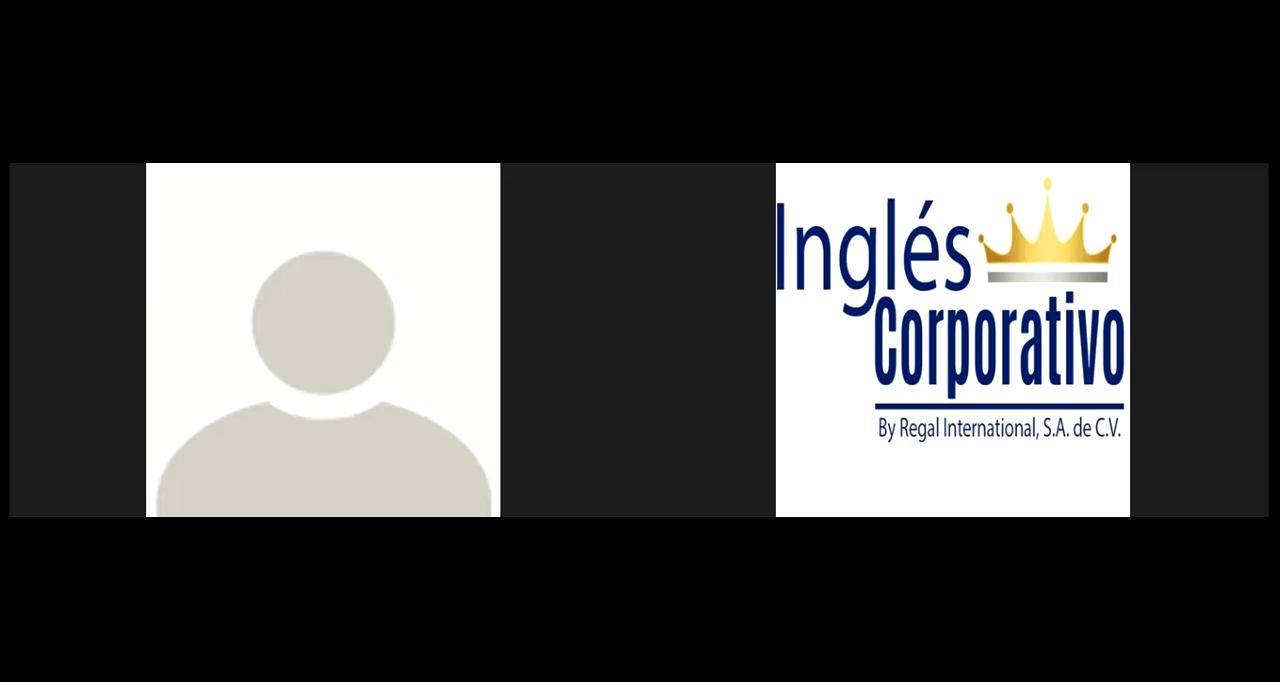 Inglés
Corporativo
By Regal International, S.A. de C.V.